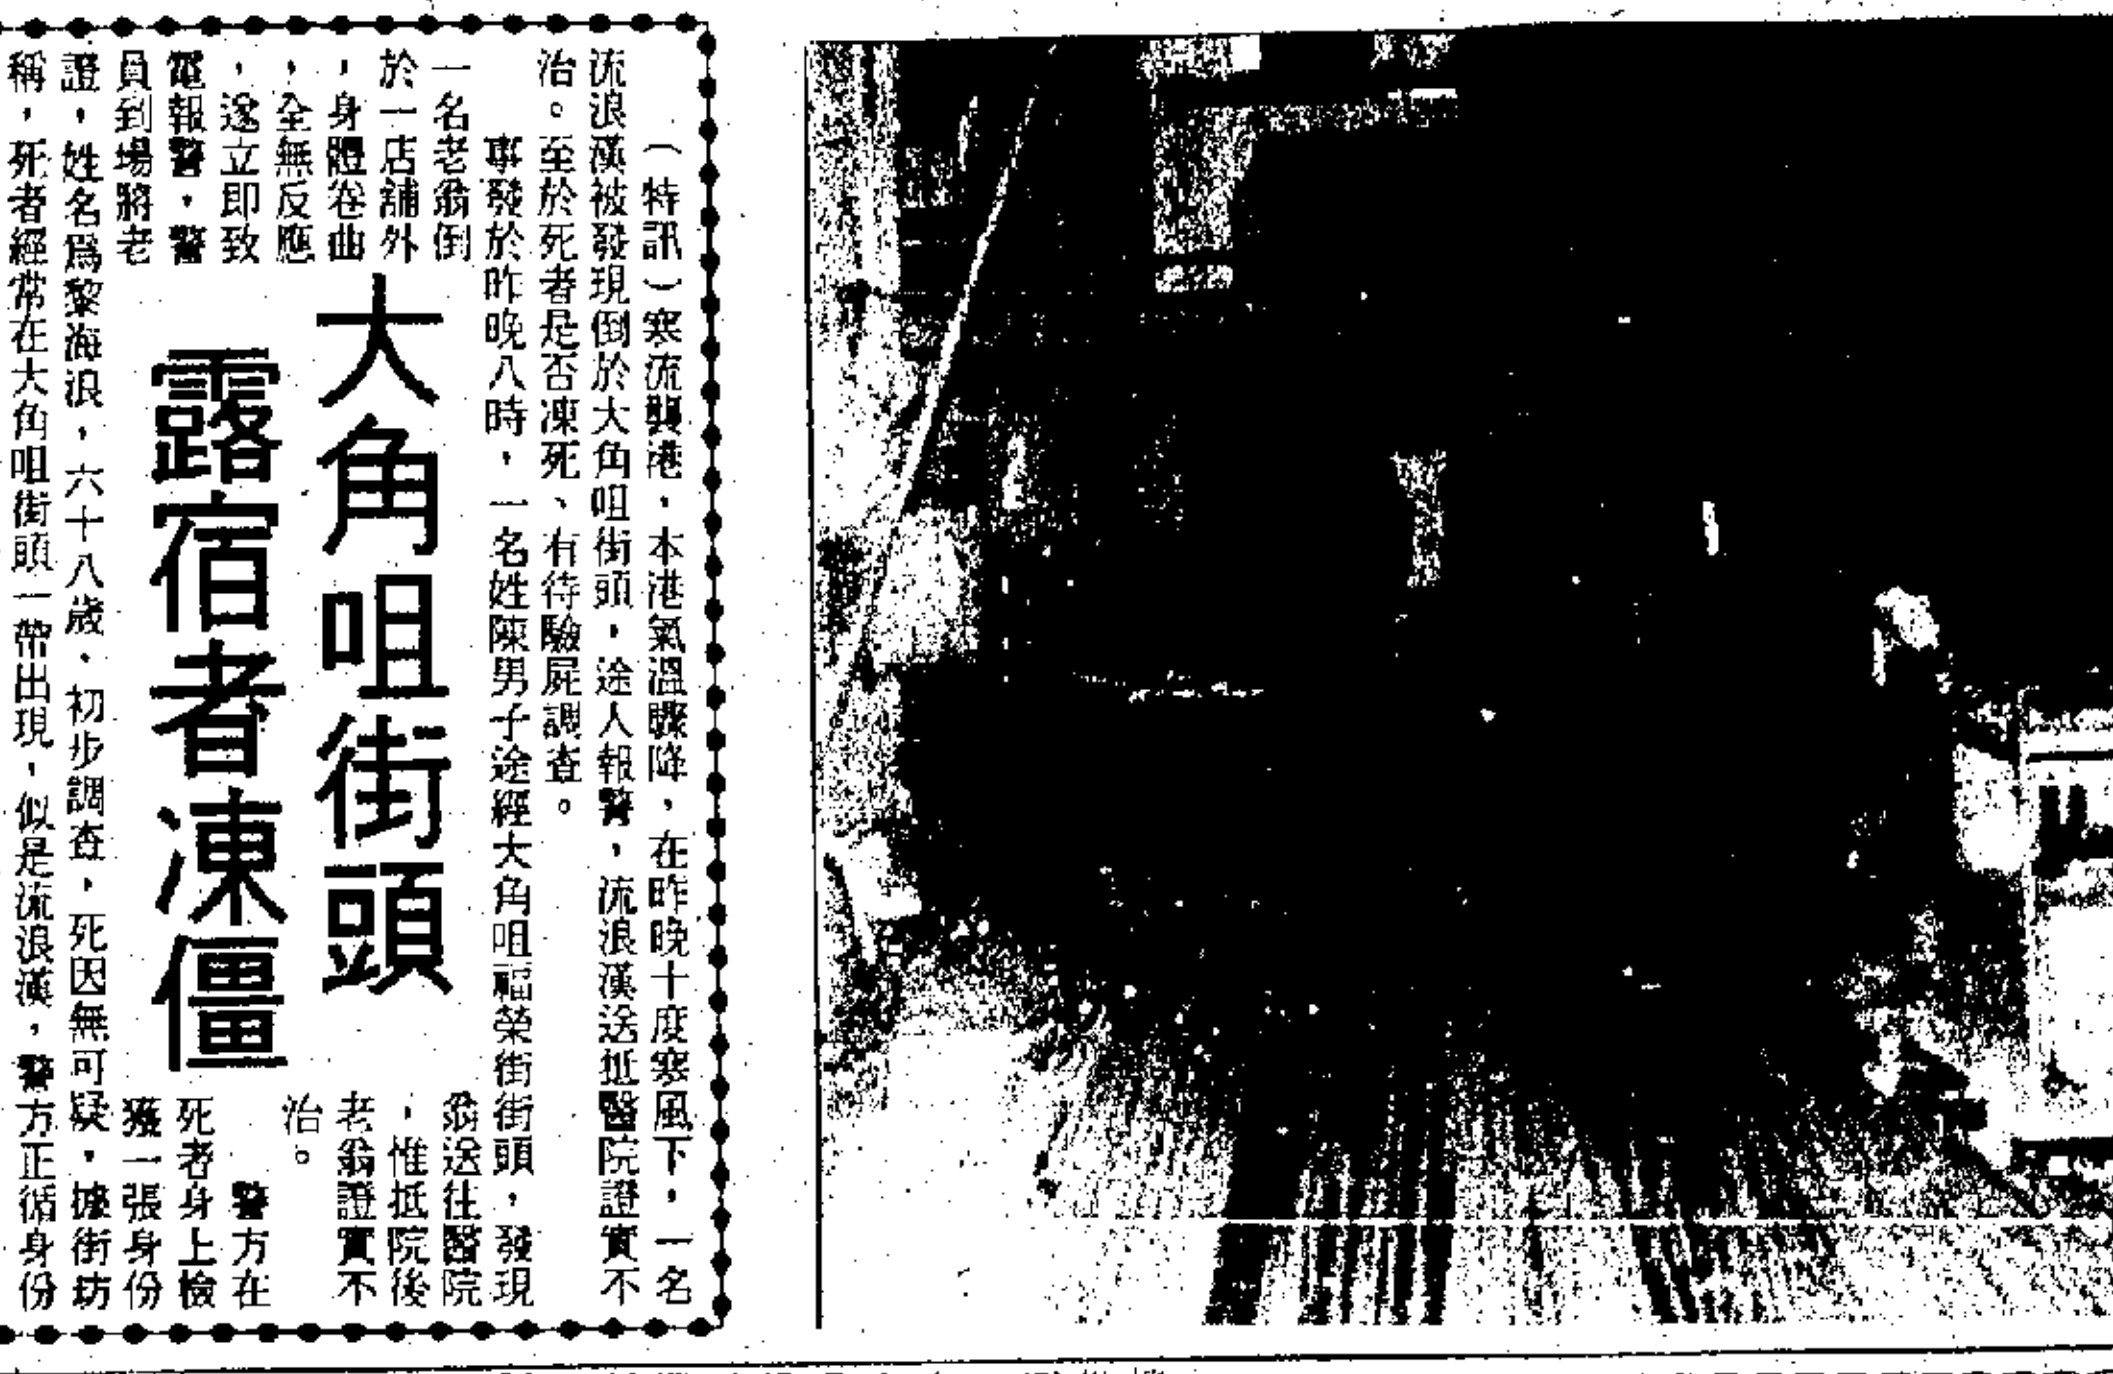 大角咀街頭
露宿者凍僵
（特訊）寒流襲港，本港氣溫驟降，在昨晚十度寒風下，一名
流浪漢被發現倒於大角咀街頭，途人報警，流浪漢送抵醫院證實不
治。至於死者是否凍死、有待驗屍調查。
事發於昨晚八時，一名姓陳男子途經大角咀福榮街街頭，發現
一名老翁倒
於一店舖外
，身體卷曲
，全無反應
，遂立即致
電報警，警
員到場將老
翁送往醫院
，惟抵院後
老翁證實不
治。
警方在
死者身上檢
獲一張身份
證，姓名爲黎海浪，六十八歲，初步調查，死因無可疑，據街坊
稱，死者經常在大角咀街頭一帶出現，似是流浪漢，警方正循身份